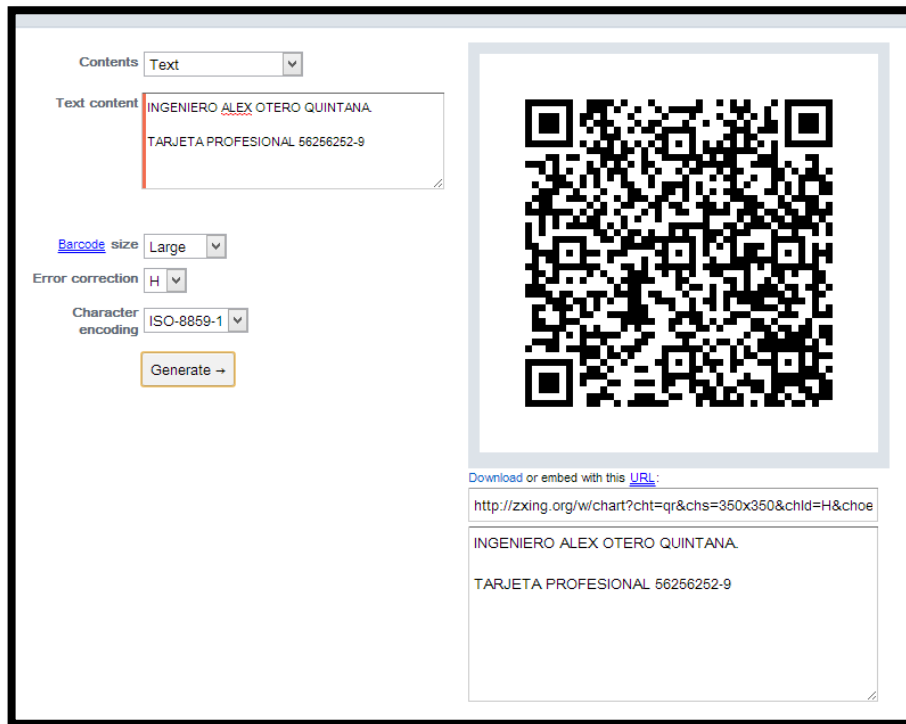 Contents Text
Text content
INGENIERO ALEX OTERO QUINTANA.
TARJETA PROFESIONAL 56256252-9
Barcode size Large
Error correction H
Character encoding ISO-8859-1
Generate →
Download or embed with this URL:
http://zxing.org/w/chart?cht=qr&chs=350x350&chld=H&choe
INGENIERO ALEX OTERO QUINTANA.
TARJETA PROFESIONAL 56256252-9